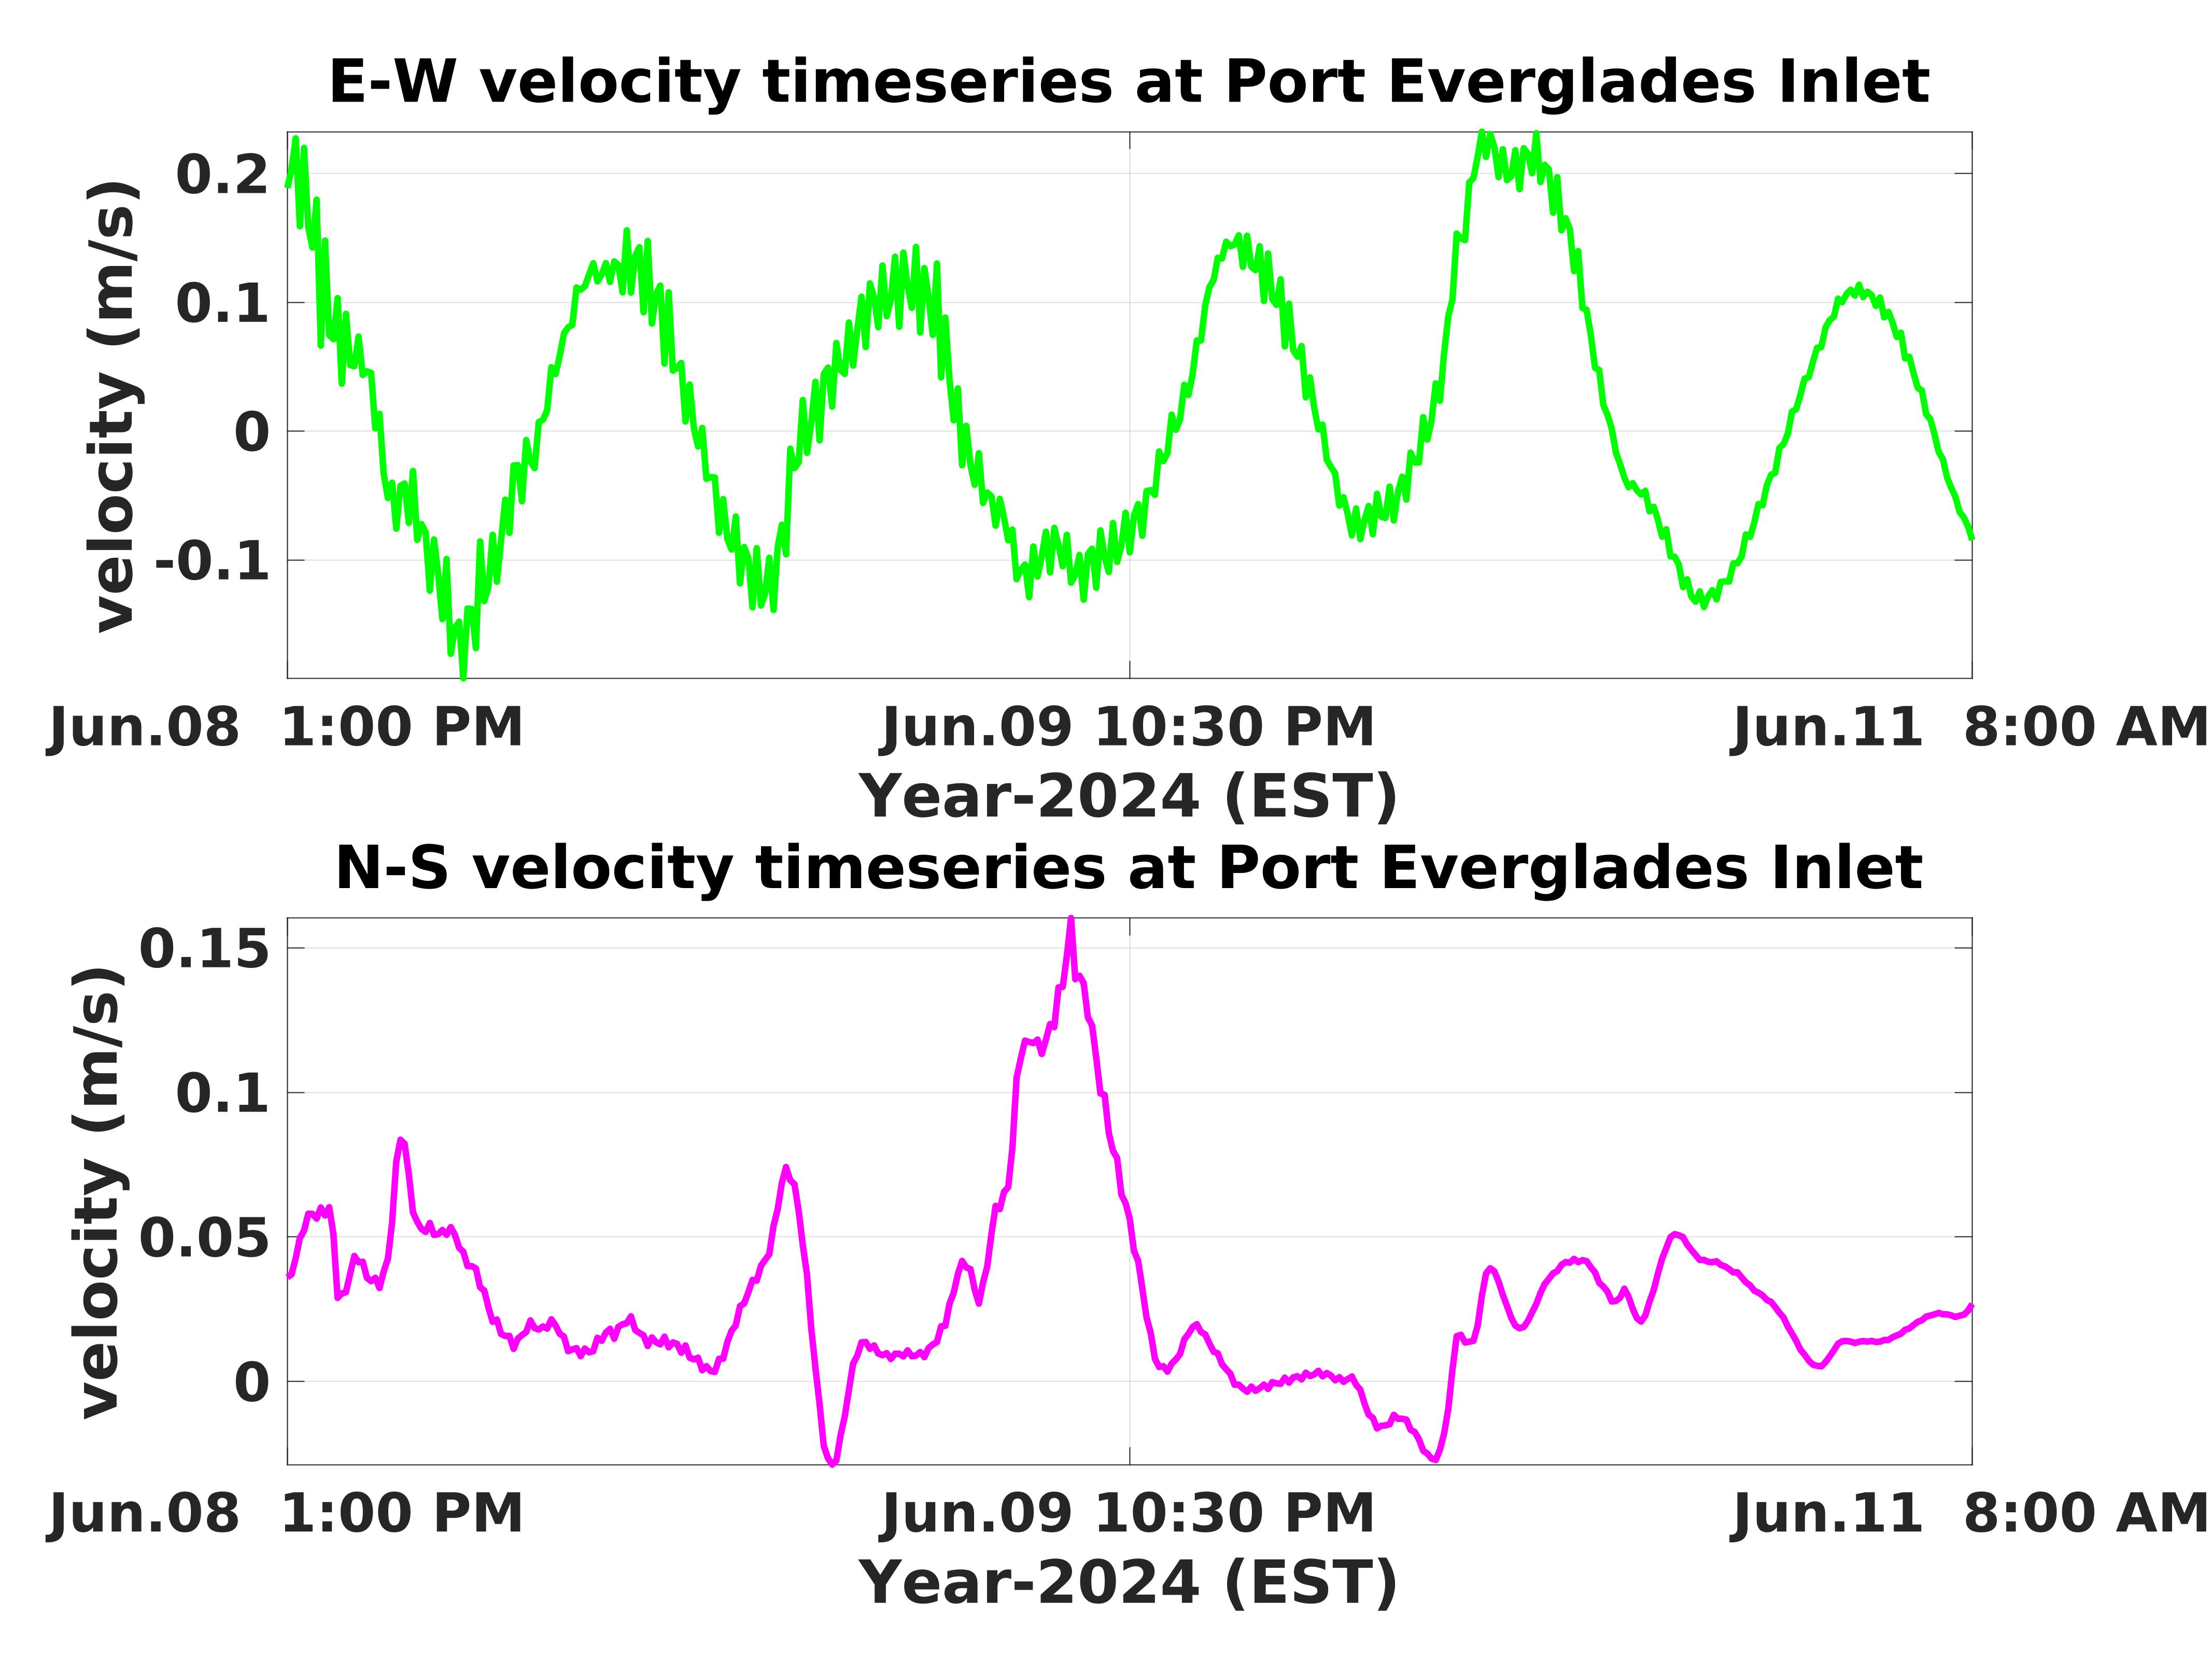 E-W velocity timeseries at Port Everglades Inlet
velocity (m/s)
0.2
0.1
0
-0.1
Jun.08  1:00 PM
Jun.09 10:30 PM
Jun.11  8:00 AM
Year-2024 (EST)
N-S velocity timeseries at Port Everglades Inlet
velocity (m/s)
0.15
0.1
0.05
0
Jun.08  1:00 PM
Jun.09 10:30 PM
Jun.11  8:00 AM
Year-2024 (EST)